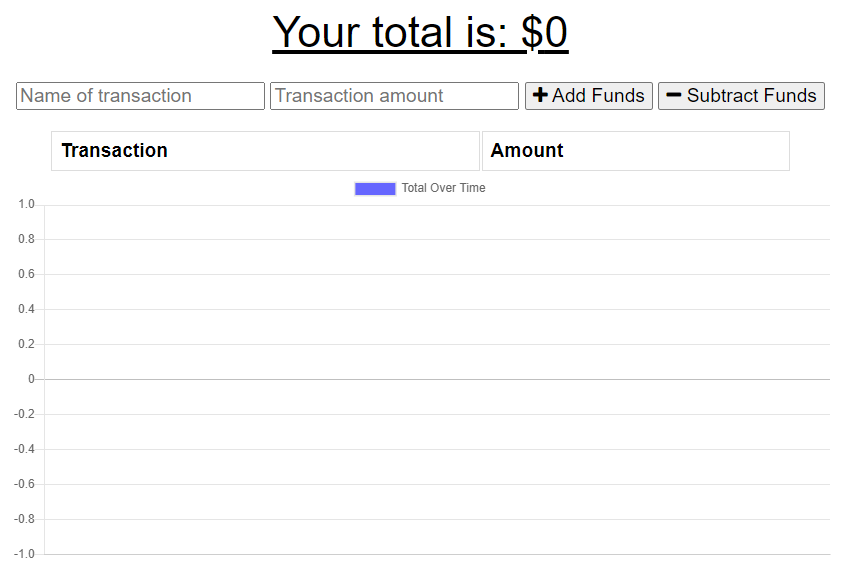 Your total is: $0
Name of transaction Transaction amount Add Funds Subtract Funds
Transaction Amount
Total Over Time
1.0
0.8
0.6
0.4
0.2
0
-0.2
-0.4
-0.6
-0.8
-1.0